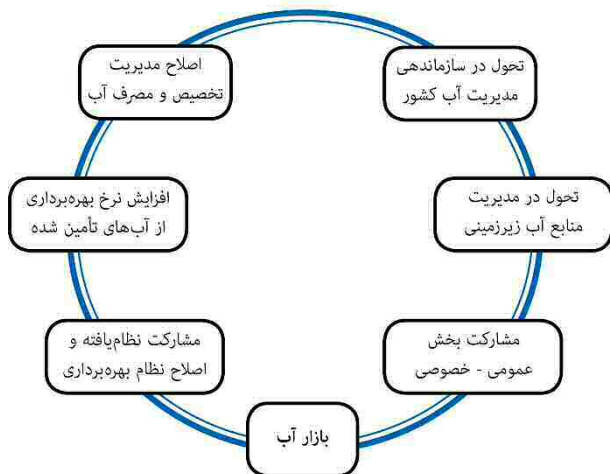 تحول در سازماندهی
مدیریت آب کشور
اصلاح مدیریت
تخصیص و مصرف آب
تحول در مدیریت
منابع آب زیرزمینی
افزایش نرخ بهره‌برداری
از آب‌های تأمین شده
مشارکت بخش
عمومی - خصوصی
مشارکت نظام‌یافته و
اصلاح نظام بهره‌برداری
بازار آب